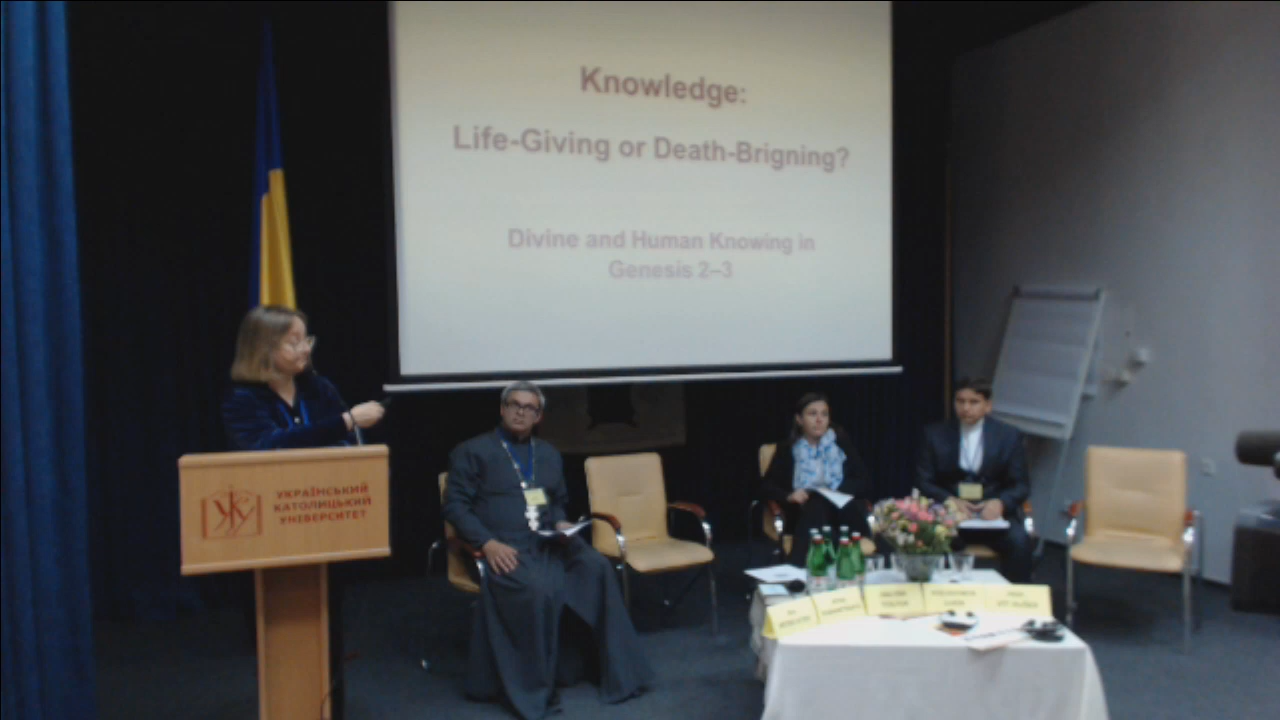 Knowledge:
Life-Giving or Death-Brigning?
Divine and Human Knowing in
Genesis 2–3
УКРАЇНСЬКИЙ
КАТОЛИЦЬКИЙ
УНІВЕРСИТЕТ